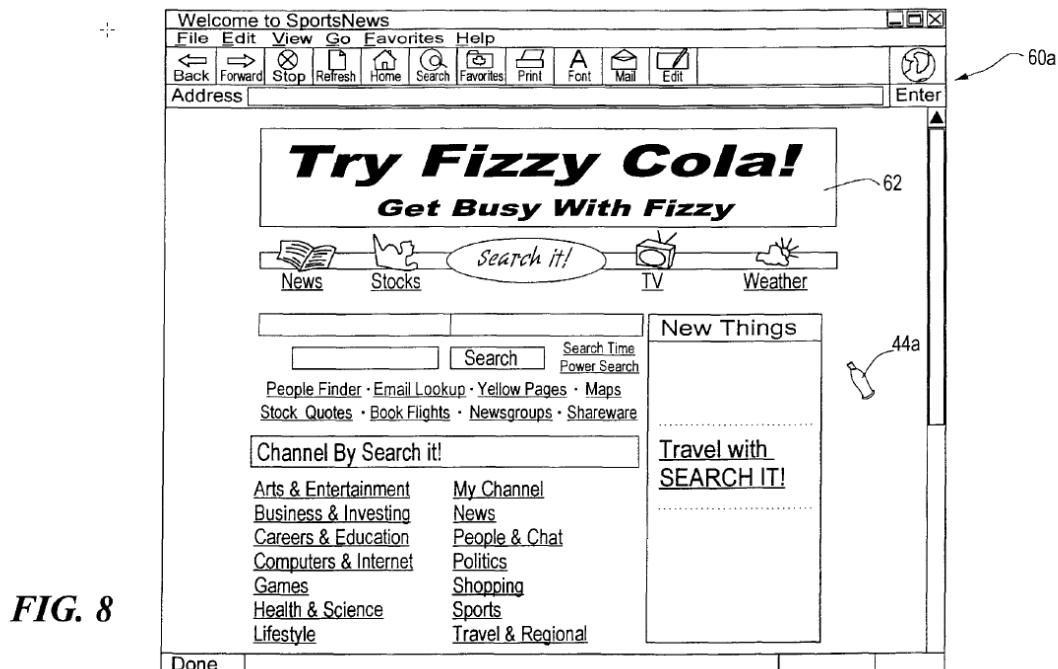 Welcome to SportsNews
File Edit View Go Favorites Help
Back Forward Stop Refresh Home Search Favorites Print Font Mail Edit
60a
Address Enter
Try Fizzy Cola!
62
Get Busy With Fizzy
Search it!
News Stocks TV Weather
New Things
Search Search Time
Power Search
44a
People Finder · Email Lookup · Yellow Pages · Maps
Stock Quotes · Book Flights · Newsgroups · Shareware
Channel By Search it!
Travel with
SEARCH IT!
Arts & Entertainment My Channel
Business & Investing News
Careers & Education People & Chat
Computers & Internet Politics
Games Shopping
Health & Science Sports
Lifestyle Travel & Regional
FIG. 8
Done